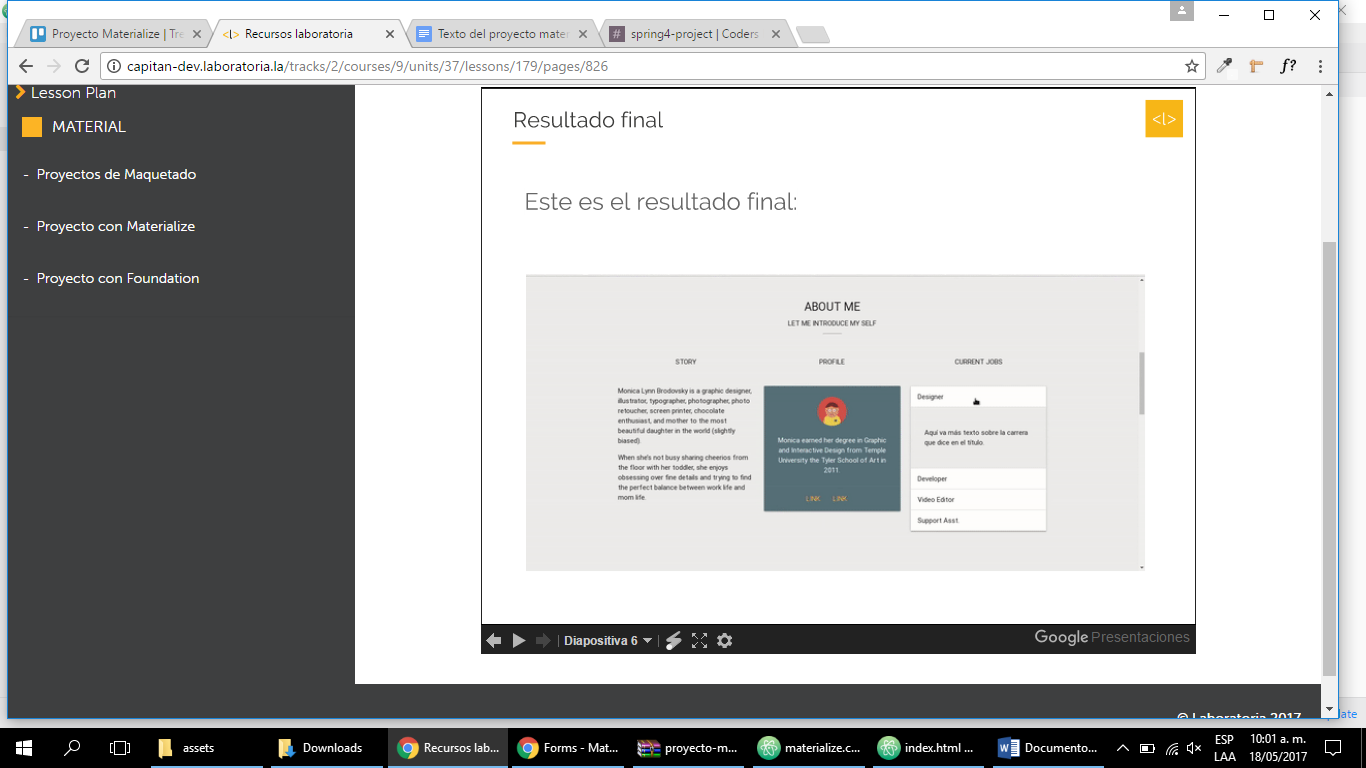 Proyecto Materialize | Tre
<l> Recursos laboratoria
Texto del proyecto mater
# spring4-project | Coders
capitan-dev.laboratoria.la/tracks/2/courses/9/units/37/lessons/179/pages/826
f?
Lesson Plan
MATERIAL
- Proyectos de Maquetado
- Proyecto con Materialize
- Proyecto con Foundation
Resultado final
<l>
Este es el resultado final:
ABOUT ME
LET ME INTRODUCE MY SELF
STORY
PROFILE
CURRENT JOBS
Monica Lynn Brodovsky is a graphic designer,
illustrator, typographer, photographer, photo
retoucher, screen printer, chocolate
enthusiast, and mother to the most
beautiful daughter in the world (slightly
biased).
When she's not busy sharing cheerios from
the floor with her toddler, she enjoys
obsessing over fine details and trying to find
the perfect balance between work life and
mom life.
Monica earned her degree in Graphic
and Interactive Design from Temple
University the Tyler School of Art in
2011.
LINK LINK
Designer
Aqui va más texto sobre la carrera
que dice en el título.
Developer
Video Editor
Support Asst.
Diapositiva 6
Google Presentaciones
© Laboratoria 2017
assets
Downloads
Recursos lab...
Forms - Mat...
proyecto-m...
materialize.c...
index.html ...
Documento...
ESP
LAA
10:01 a. m.
18/05/2017